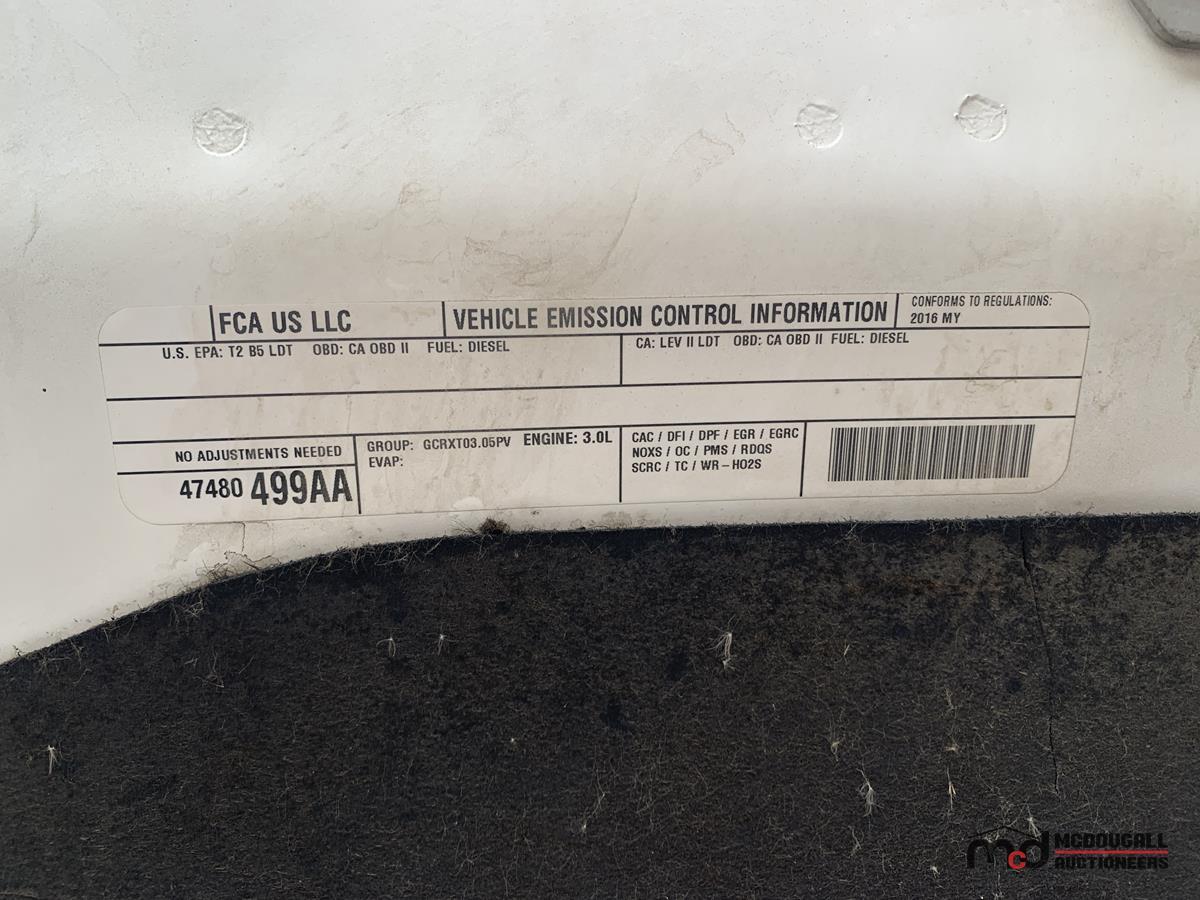 FCA US LLC
VEHICLE EMISSION CONTROL INFORMATION
CONFORMS TO REGULATIONS:
2016 MY
U.S. EPA: T2 B5 LDT OBD: CA OBD II FUEL: DIESEL
CA: LEV II LDT OBD: CA OBD II FUEL: DIESEL
NO ADJUSTMENTS NEEDED
47480 499AA
GROUP: GCRXT03.05PV ENGINE: 3.0L
EVAP:
CAC / DFI / DPF / EGR / EGRC
NOXS / OC / PMS / RDQS
SCRC / TC / WR-HO2S
mcd
MCDOUGALL
AUCTIONEERS